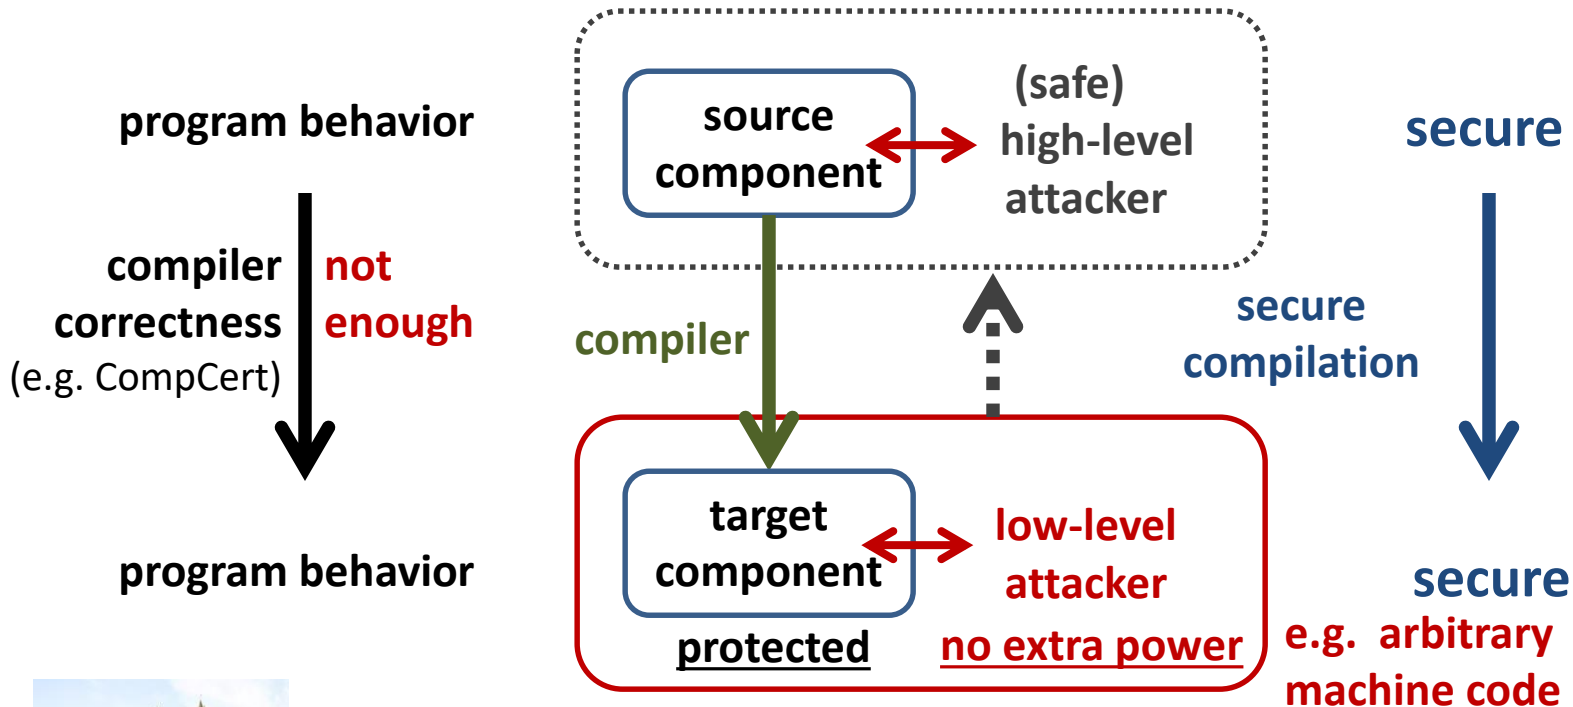 program behavior
compiler
correctness
(e.g. CompCert)
not
enough
program behavior
source
component
(safe)
high-level
attacker
compiler
target
component
protected
low-level
attacker
no extra power
secure
secure
compilation
secure
e.g. arbitrary
machine code